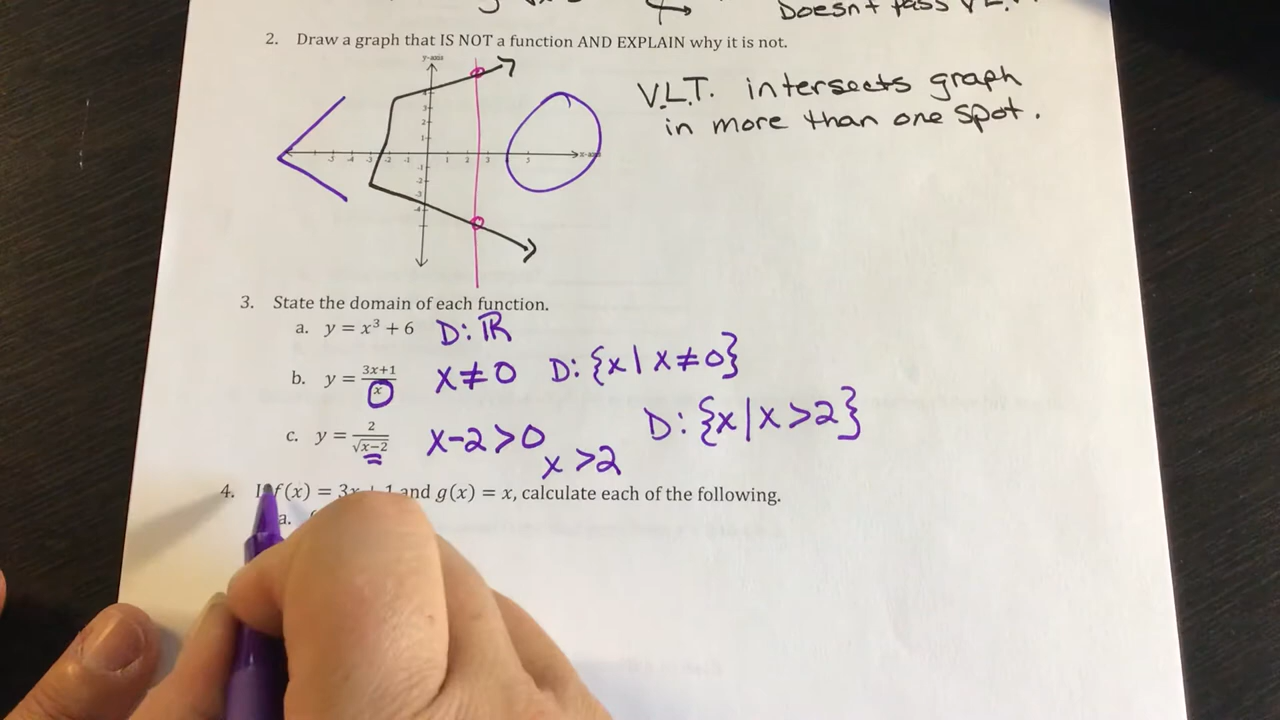 Doesn't pass V.L.T.
2. Draw a graph that IS NOT a function AND EXPLAIN why it is not.
y-axis
V.L.T. intersects graph
in more than one spot.
x-axis
3. State the domain of each function.
a. y = x³ + 6 D: ℝ
b. y = (3x+1)/x x ≠ 0 D: {x | x ≠ 0}
c. y = 2/√(x−2) x-2 > 0 D: {x | x > 2}
x > 2
4. If f(x) = 3x + 1 and g(x) = x, calculate each of the following.
a.